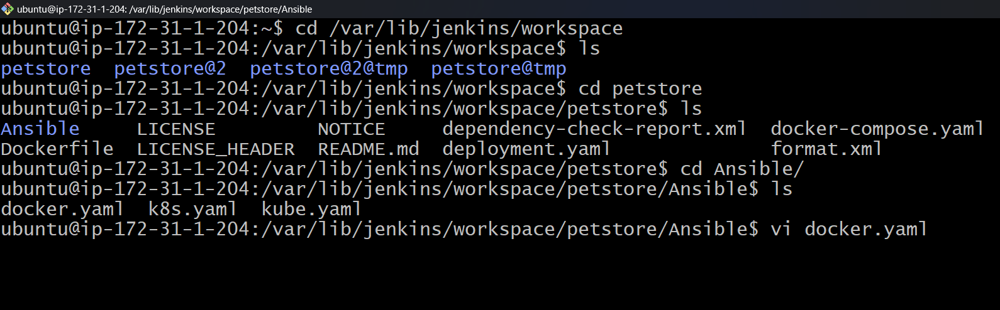 ubuntu@ip-172-31-1-204: /var/lib/jenkins/workspace/petstore/Ansible
ubuntu@ip-172-31-1-204:~$ cd /var/lib/jenkins/workspace
ubuntu@ip-172-31-1-204:/var/lib/jenkins/workspace$ ls
petstore  petstore@2  petstore@2@tmp  petstore@tmp
ubuntu@ip-172-31-1-204:/var/lib/jenkins/workspace$ cd petstore
ubuntu@ip-172-31-1-204:/var/lib/jenkins/workspace/petstore$ ls
Ansible     LICENSE         NOTICE     dependency-check-report.xml  docker-compose.yaml
Dockerfile  LICENSE_HEADER  README.md  deployment.yaml              format.xml
ubuntu@ip-172-31-1-204:/var/lib/jenkins/workspace/petstore$ cd Ansible/
ubuntu@ip-172-31-1-204:/var/lib/jenkins/workspace/petstore/Ansible$ ls
docker.yaml  k8s.yaml  kube.yaml
ubuntu@ip-172-31-1-204:/var/lib/jenkins/workspace/petstore/Ansible$ vi docker.yaml